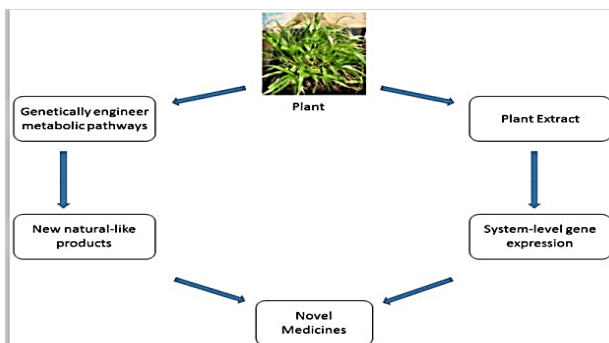 Plant
Genetically engineer
metabolic pathways
Plant Extract
New natural-like
products
System-level gene
expression
Novel
Medicines